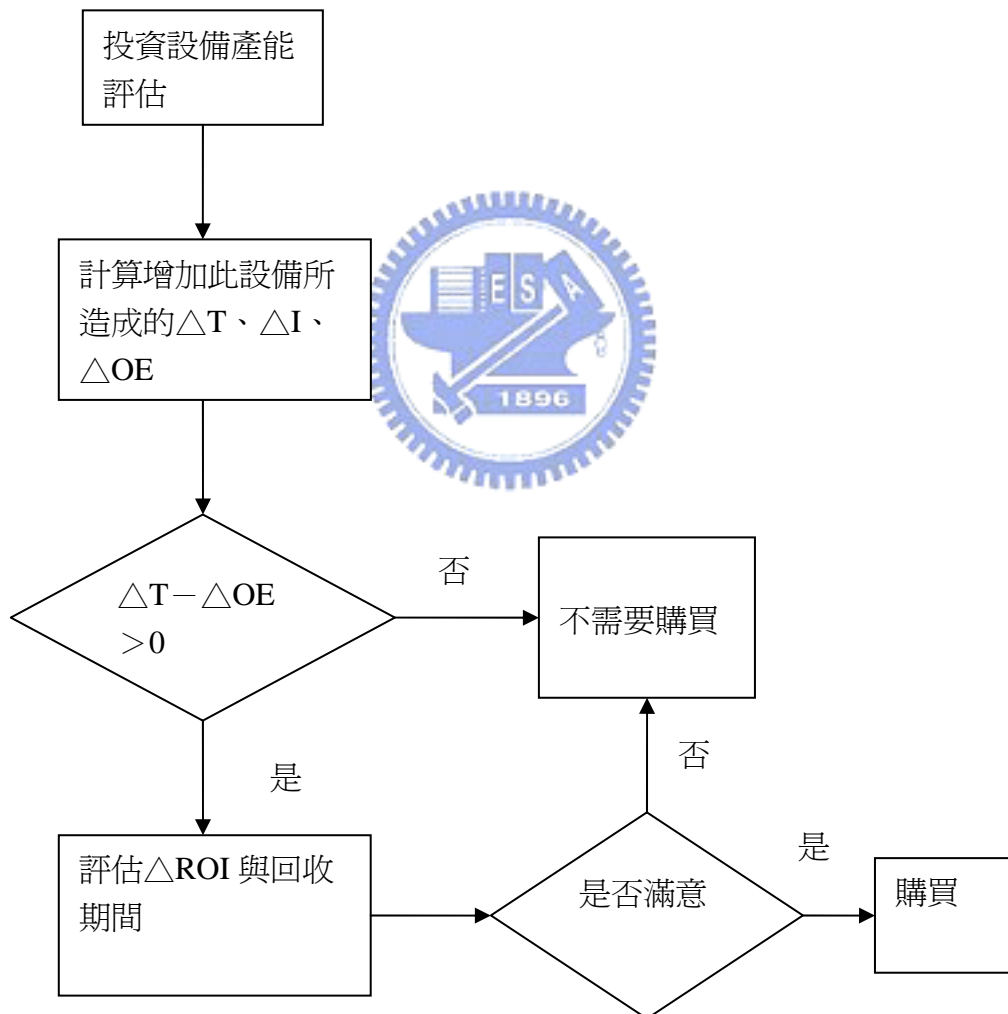 投資設備產能
評估
計算增加此設備所
造成的△T、△I、
△OE
E S A
1896
△T－△OE
＞0
否
不需要購買
是
否
評估△ROI 與回收
期間
是否滿意
是
購買